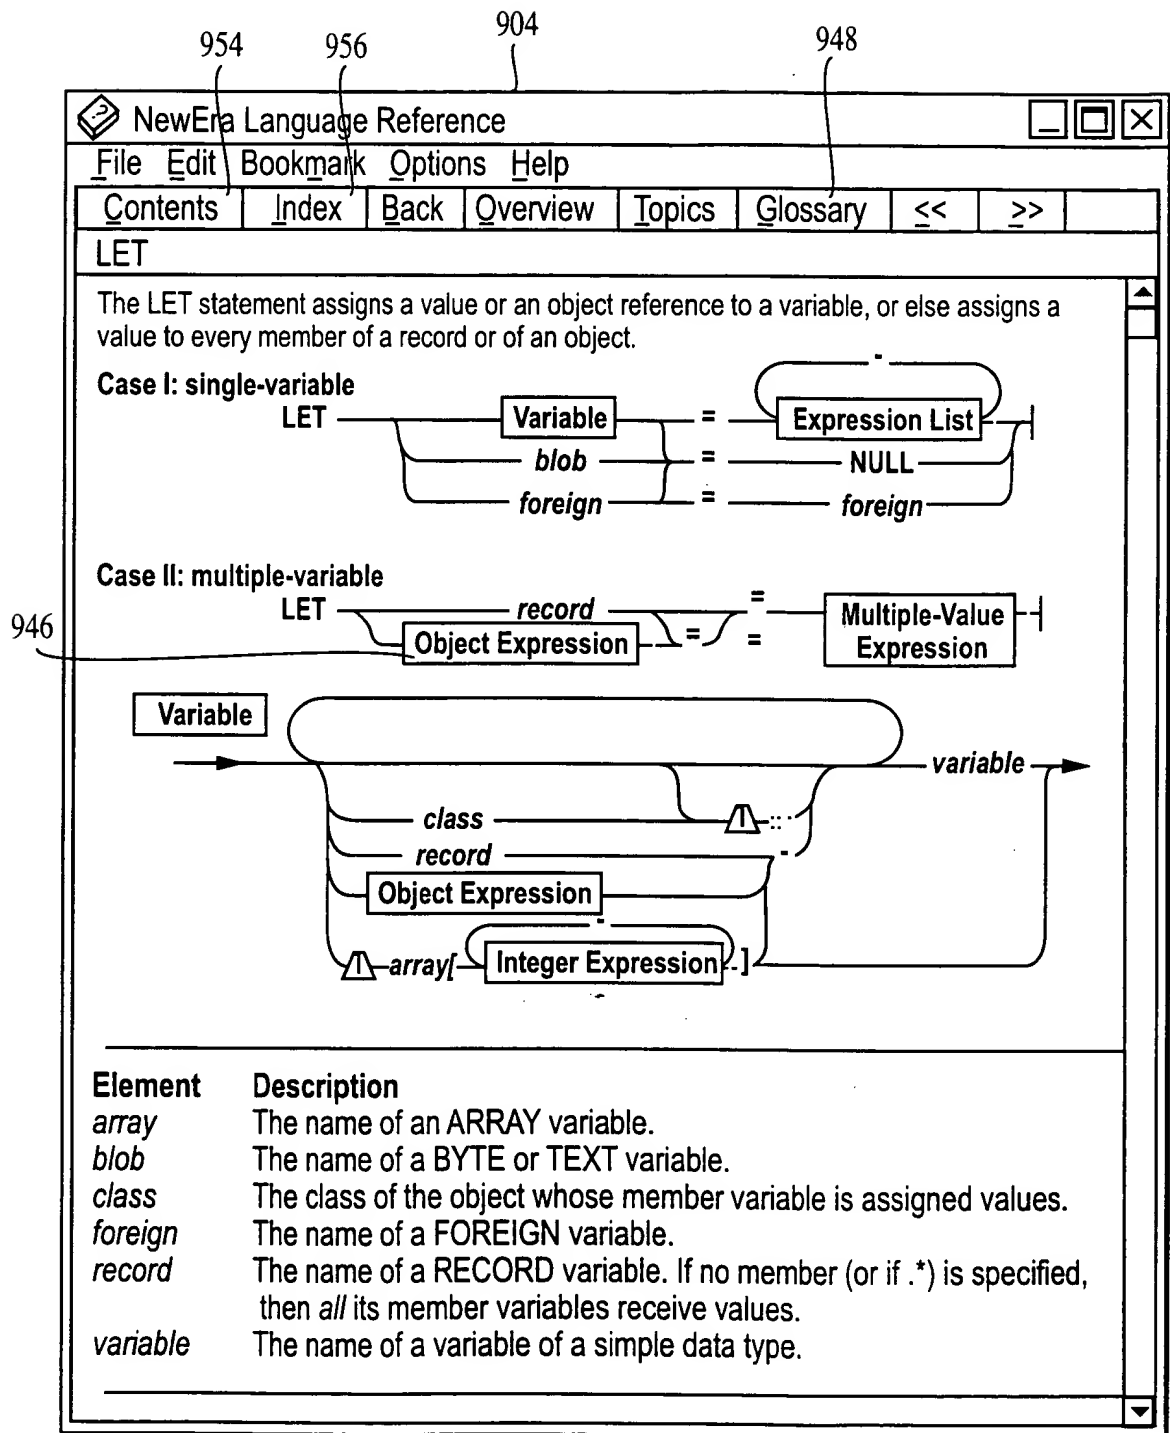 954 956 904 948
NewEra Language Reference
File Edit Bookmark Options Help
Contents Index Back Overview Topics Glossary << >>
LET
The LET statement assigns a value or an object reference to a variable, or else assigns a
value to every member of a record or of an object.
Case I: single-variable
LET Variable = Expression List
blob = NULL
foreign = foreign
Case II: multiple-variable
LET record = Multiple-Value
946 Object Expression = = Expression
Variable
variable
class ::
record
Object Expression
array[ Integer Expression ]
Element Description
array The name of an ARRAY variable.
blob The name of a BYTE or TEXT variable.
class The class of the object whose member variable is assigned values.
foreign The name of a FOREIGN variable.
record The name of a RECORD variable. If no member (or if .*) is specified,
then all its member variables receive values.
variable The name of a variable of a simple data type.